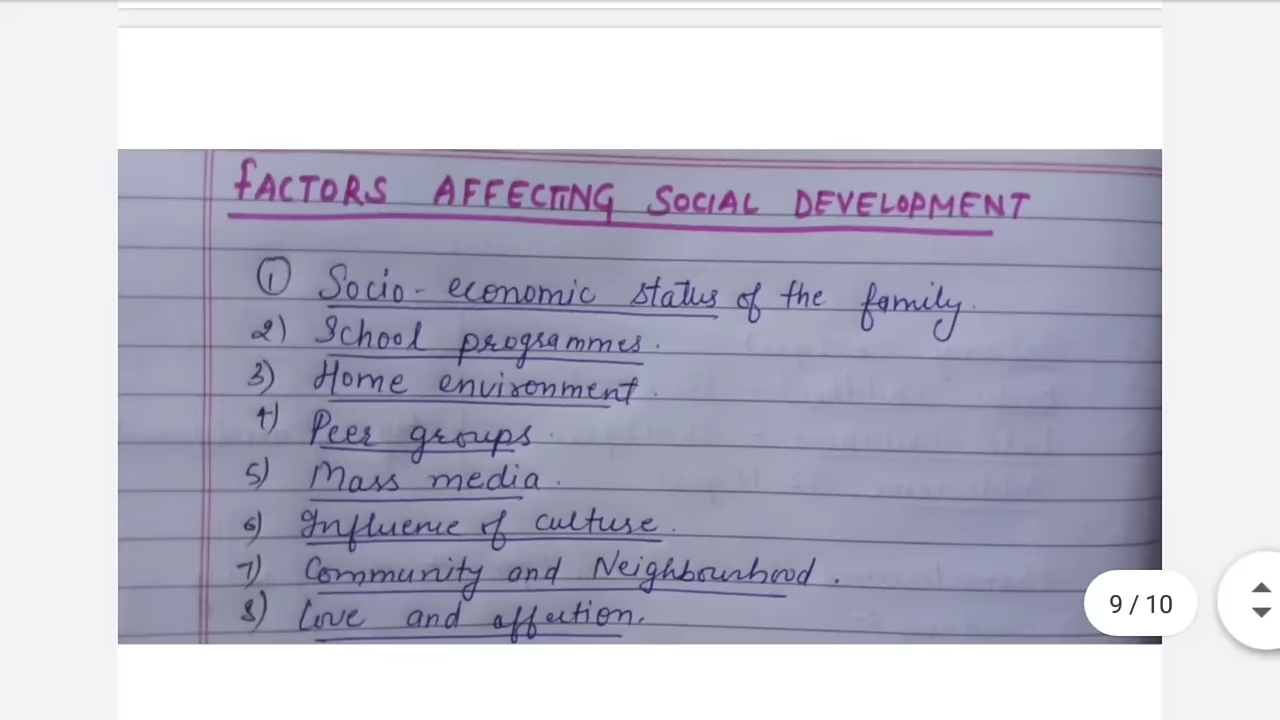 FACTORS AFFECTING SOCIAL DEVELOPMENT
① Socio-economic status of the family.
2) School programmes.
3) Home environment.
4) Peer groups.
5) Mass media.
6) Influence of culture.
7) Community and Neighbourhood.
8) Love and affection.
9 / 10